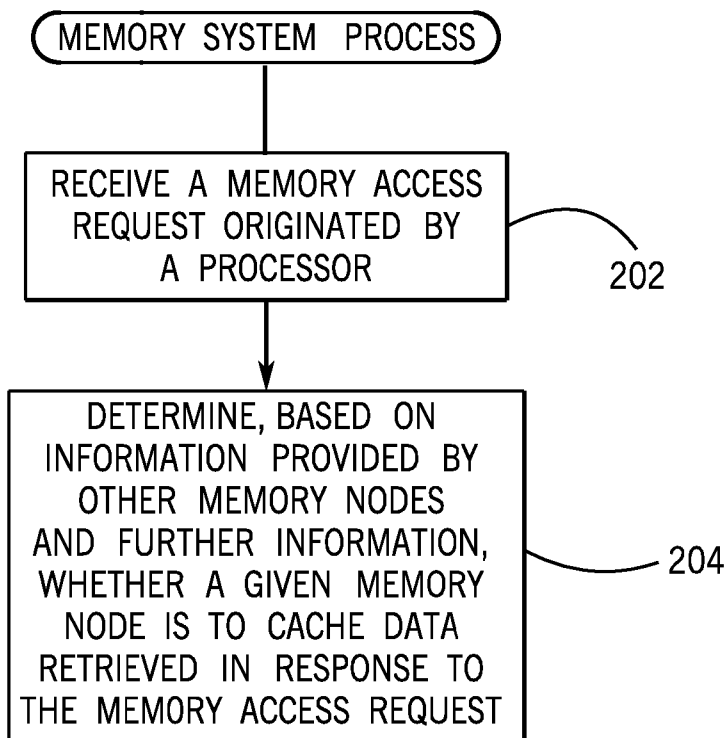 MEMORY SYSTEM PROCESS
RECEIVE A MEMORY ACCESS
REQUEST ORIGINATED BY
A PROCESSOR
202
DETERMINE, BASED ON
INFORMATION PROVIDED BY
OTHER MEMORY NODES
AND FURTHER INFORMATION,
WHETHER A GIVEN MEMORY
NODE IS TO CACHE DATA
RETRIEVED IN RESPONSE TO
THE MEMORY ACCESS REQUEST
204